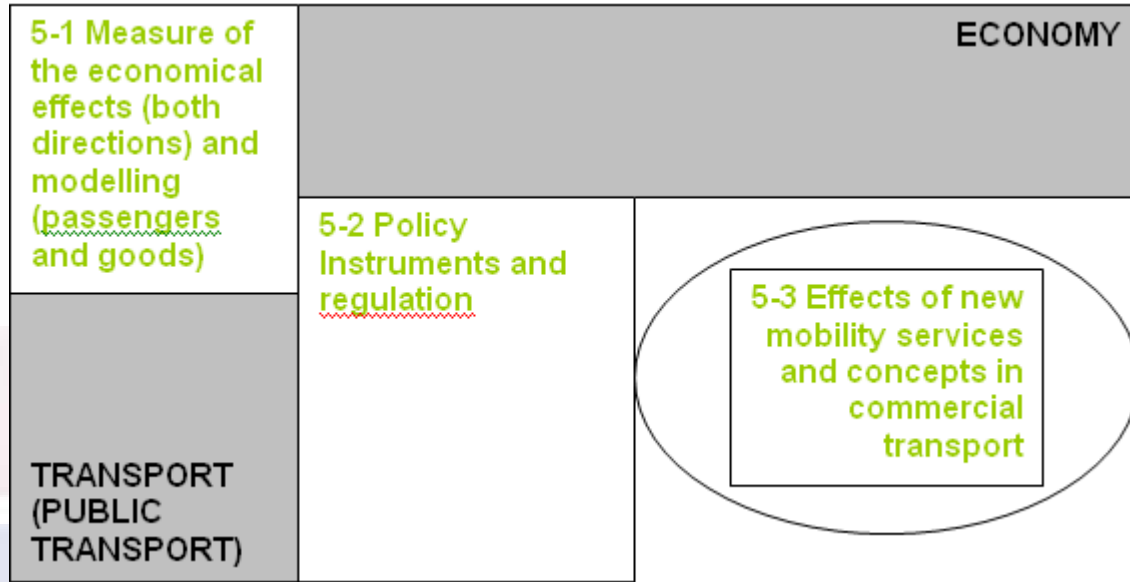 5-1 Measure of
the economical
effects (both
directions) and
modelling
(passengers
and goods)
ECONOMY
5-2 Policy
Instruments and
regulation
5-3 Effects of new
mobility services
and concepts in
commercial
transport
TRANSPORT
(PUBLIC
TRANSPORT)